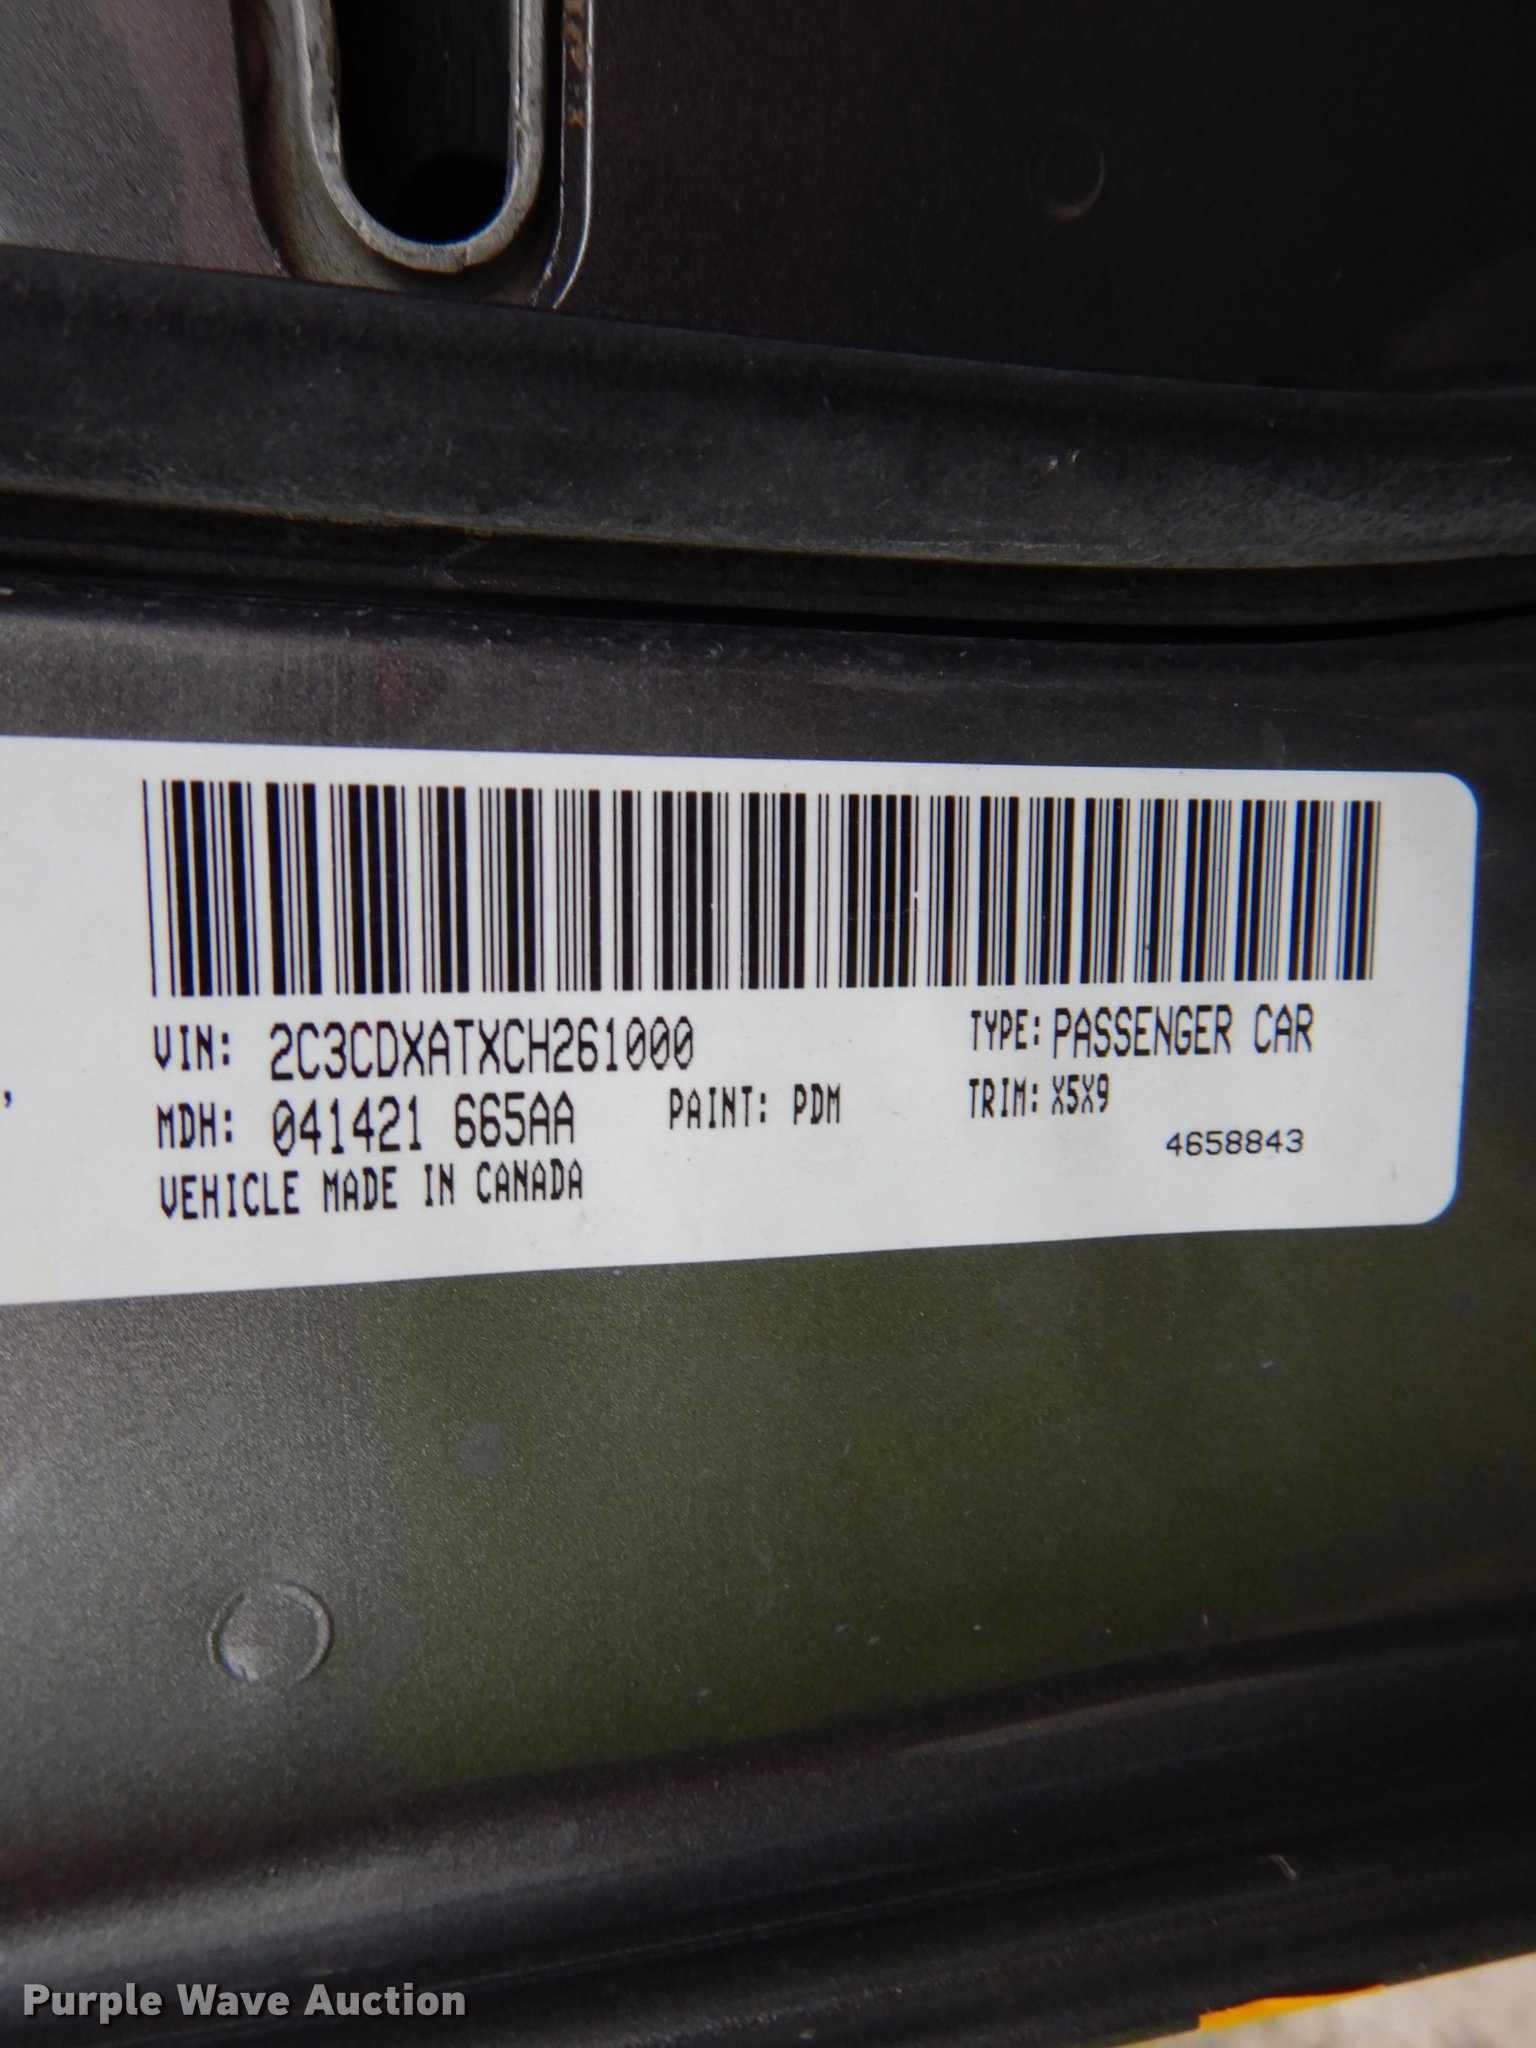 VIN: 2C3CDXATXCH261000 TYPE: PASSENGER CAR
MDH: 041421 665AA PAINT: PDM TRIM: X5X9
4658843
VEHICLE MADE IN CANADA
Purple Wave Auction